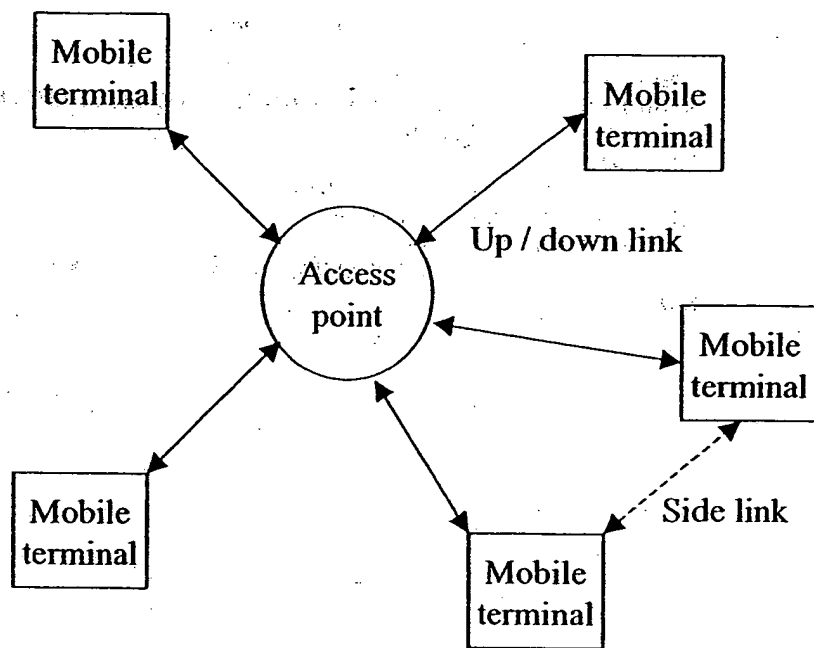 Mobile
terminal
Mobile
terminal
Up / down link
Access
point
Mobile
terminal
Side link
Mobile
terminal
Mobile
terminal